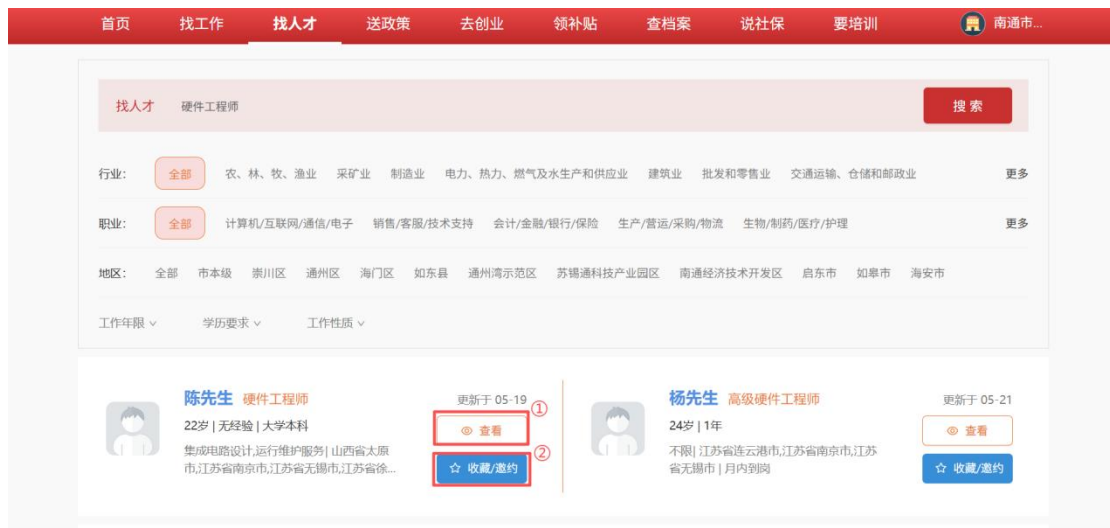 首页 找工作 找人才 送政策 去创业 领补贴 查档案 说社保 要培训 南通市...
找人才 硬件工程师 搜索
行业： 全部 农、林、牧、渔业 采矿业 制造业 电力、热力、燃气及水生产和供应业 建筑业 批发和零售业 交通运输、仓储和邮政业 更多
职业： 全部 计算机/互联网/通信/电子 销售/客服/技术支持 会计/金融/银行/保险 生产/营运/采购/物流 生物/制药/医疗/护理 更多
地区： 全部 市本级 崇川区 通州区 海门区 如东县 通州湾示范区 苏锡通科技产业园区 南通经济技术开发区 启东市 如皋市 海安市
工作年限 学历要求 工作性质
陈先生 硬件工程师 更新于 05-19
①
22岁 | 无经验 | 大学本科 查看
集成电路设计,运行维护服务| 山西省太原
②
市,江苏省南京市,江苏省无锡市,江苏省徐... 收藏/邀约
杨先生 高级硬件工程师 更新于 05-21
24岁 | 1年 查看
不限| 江苏省连云港市,江苏省南京市,江苏
省无锡市 | 月内到岗 收藏/邀约